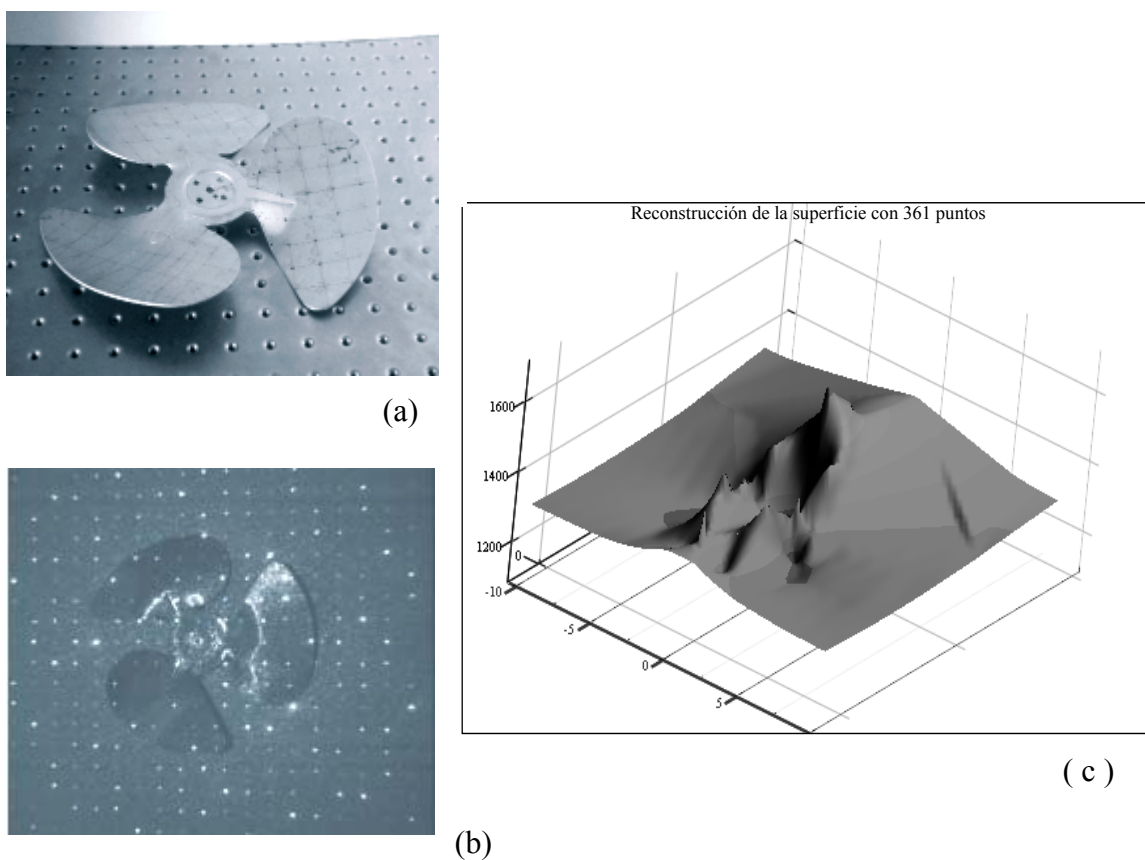 (a)
Reconstrucción de la superficie con 361 puntos
1600
1400
1200
0
-10
-5
0
5
( c )
(b)